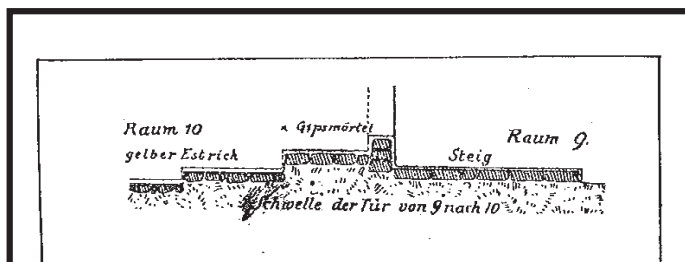 Raum 10
× Gipsmörtel
Raum 9.
gelber Estrich
Steig
Schwelle der Tür von 9 nach 10